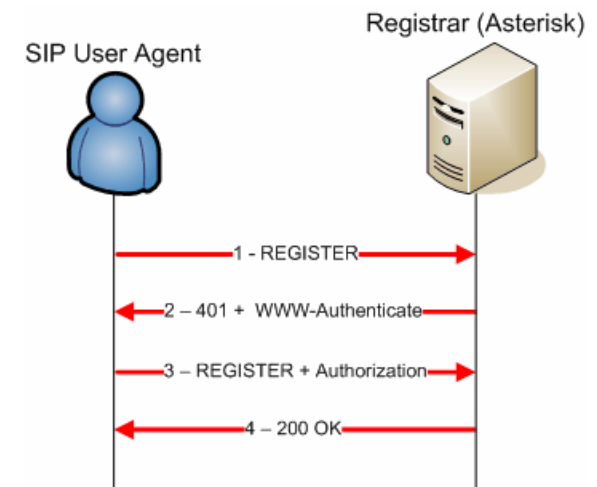 Registrar (Asterisk)
SIP User Agent
1 - REGISTER
2 – 401 + WWW-Authenticate
3 – REGISTER + Authorization
4 – 200 OK